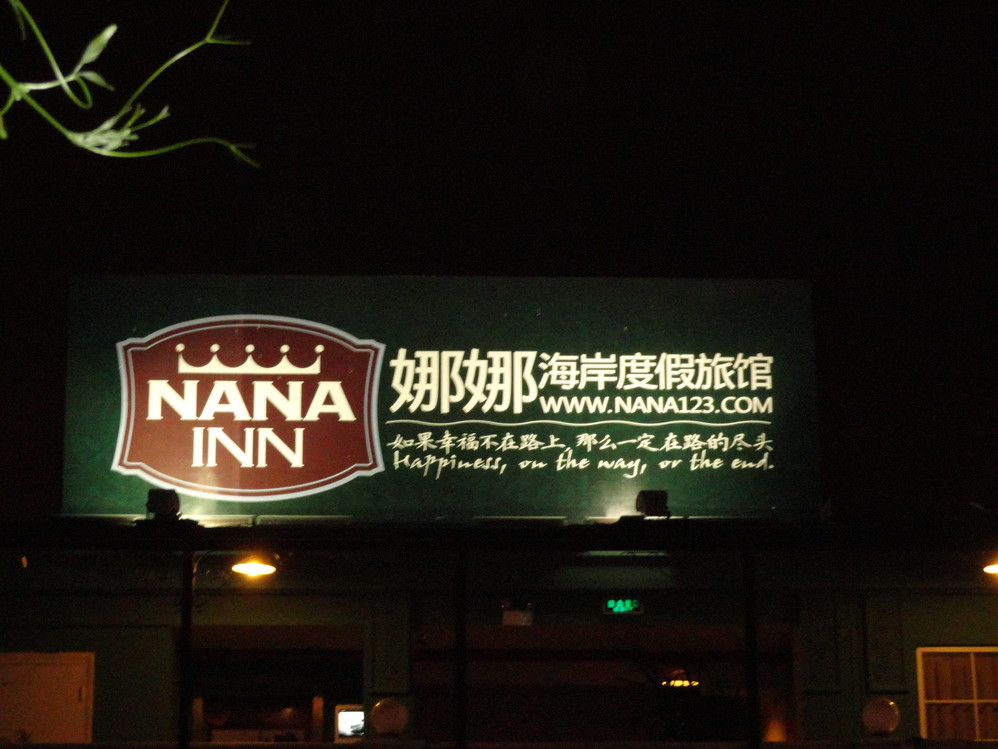 NANA
INN
娜娜海岸度假旅馆
WWW.NANA123.COM
如果幸福不在路上,那么一定在路的尽头
Happiness, on the way, or the end.